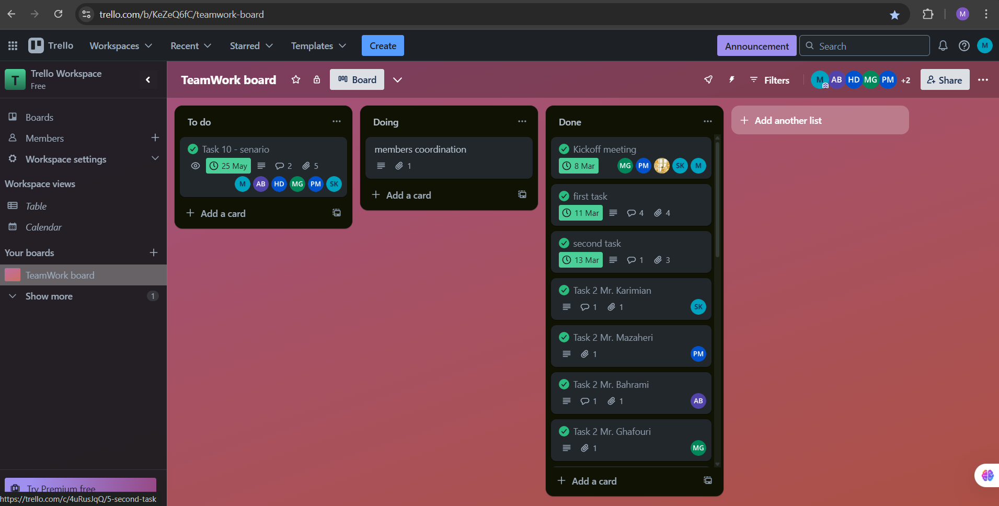 trello.com/b/KeZeQ6fC/teamwork-board
M
Trello
Workspaces
Recent
Starred
Templates
Create
Announcement
Search
M
T
Trello Workspace
Free
Boards
Members
Workspace settings
Workspace views
Table
Calendar
Your boards
TeamWork board
Show more
1
Try Premium free
https://trello.com/c/4uRusJqQ/5-second-task
TeamWork board
Board
Filters
M AB HD MG PM +2
Share
To do
Task 10 - senario
25 May 2 5
M AB HD MG PM SK
Add a card
Doing
members coordination
1
Add a card
Done
Kickoff meeting
8 Mar MG PM SK M
first task
11 Mar 4 4
second task
13 Mar 1 3
Task 2 Mr. Karimian
1 1 SK
Task 2 Mr. Mazaheri
1 PM
Task 2 Mr. Bahrami
1 1 AB
Task 2 Mr. Ghafouri
1 MG
Add a card
Add another list